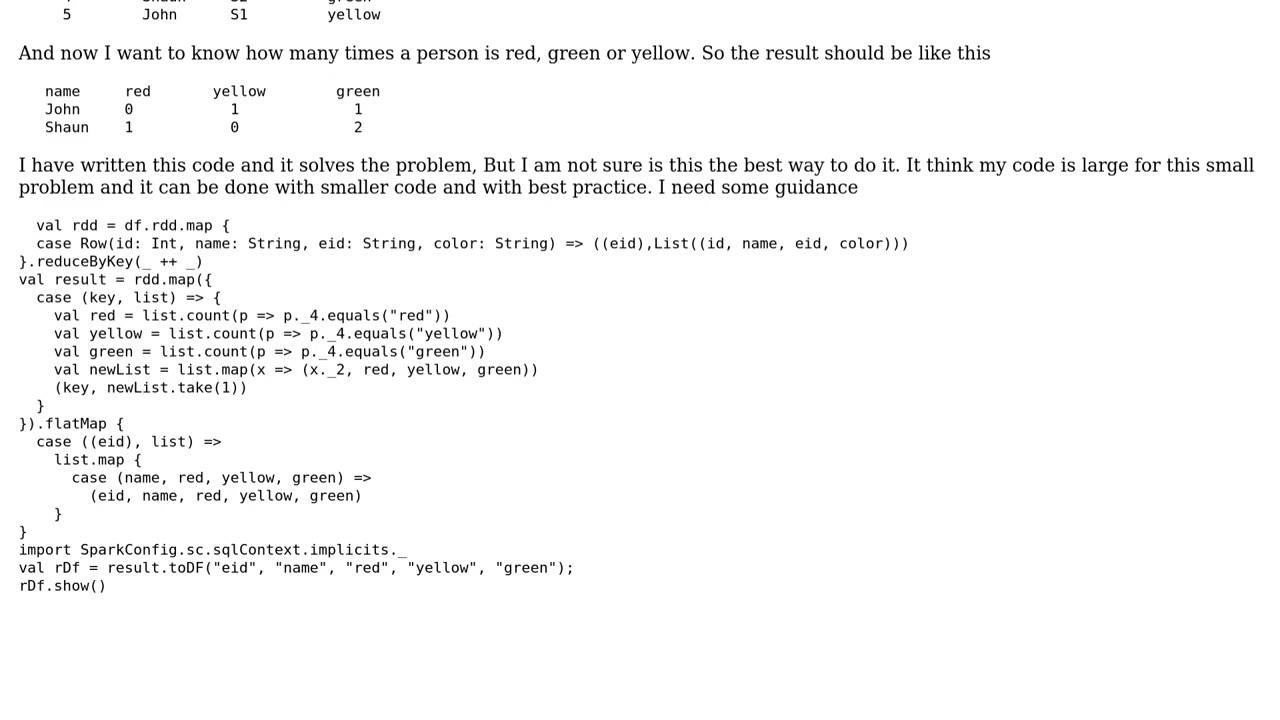 5        John      S1         yellow
And now I want to know how many times a person is red, green or yellow. So the result should be like this
   name     red       yellow        green
   John     0           1             1
   Shaun    1           0             2
I have written this code and it solves the problem, But I am not sure is this the best way to do it. It think my code is large for this small
problem and it can be done with smaller code and with best practice. I need some guidance
  val rdd = df.rdd.map {
  case Row(id: Int, name: String, eid: String, color: String) => ((eid),List((id, name, eid, color)))
}.reduceByKey(_ ++ _)
val result = rdd.map({
  case (key, list) => {
    val red = list.count(p => p._4.equals("red"))
    val yellow = list.count(p => p._4.equals("yellow"))
    val green = list.count(p => p._4.equals("green"))
    val newList = list.map(x => (x._2, red, yellow, green))
    (key, newList.take(1))
  }
}).flatMap {
  case ((eid), list) =>
    list.map {
      case (name, red, yellow, green) =>
        (eid, name, red, yellow, green)
    }
}
import SparkConfig.sc.sqlContext.implicits._
val rDf = result.toDF("eid", "name", "red", "yellow", "green");
rDf.show()